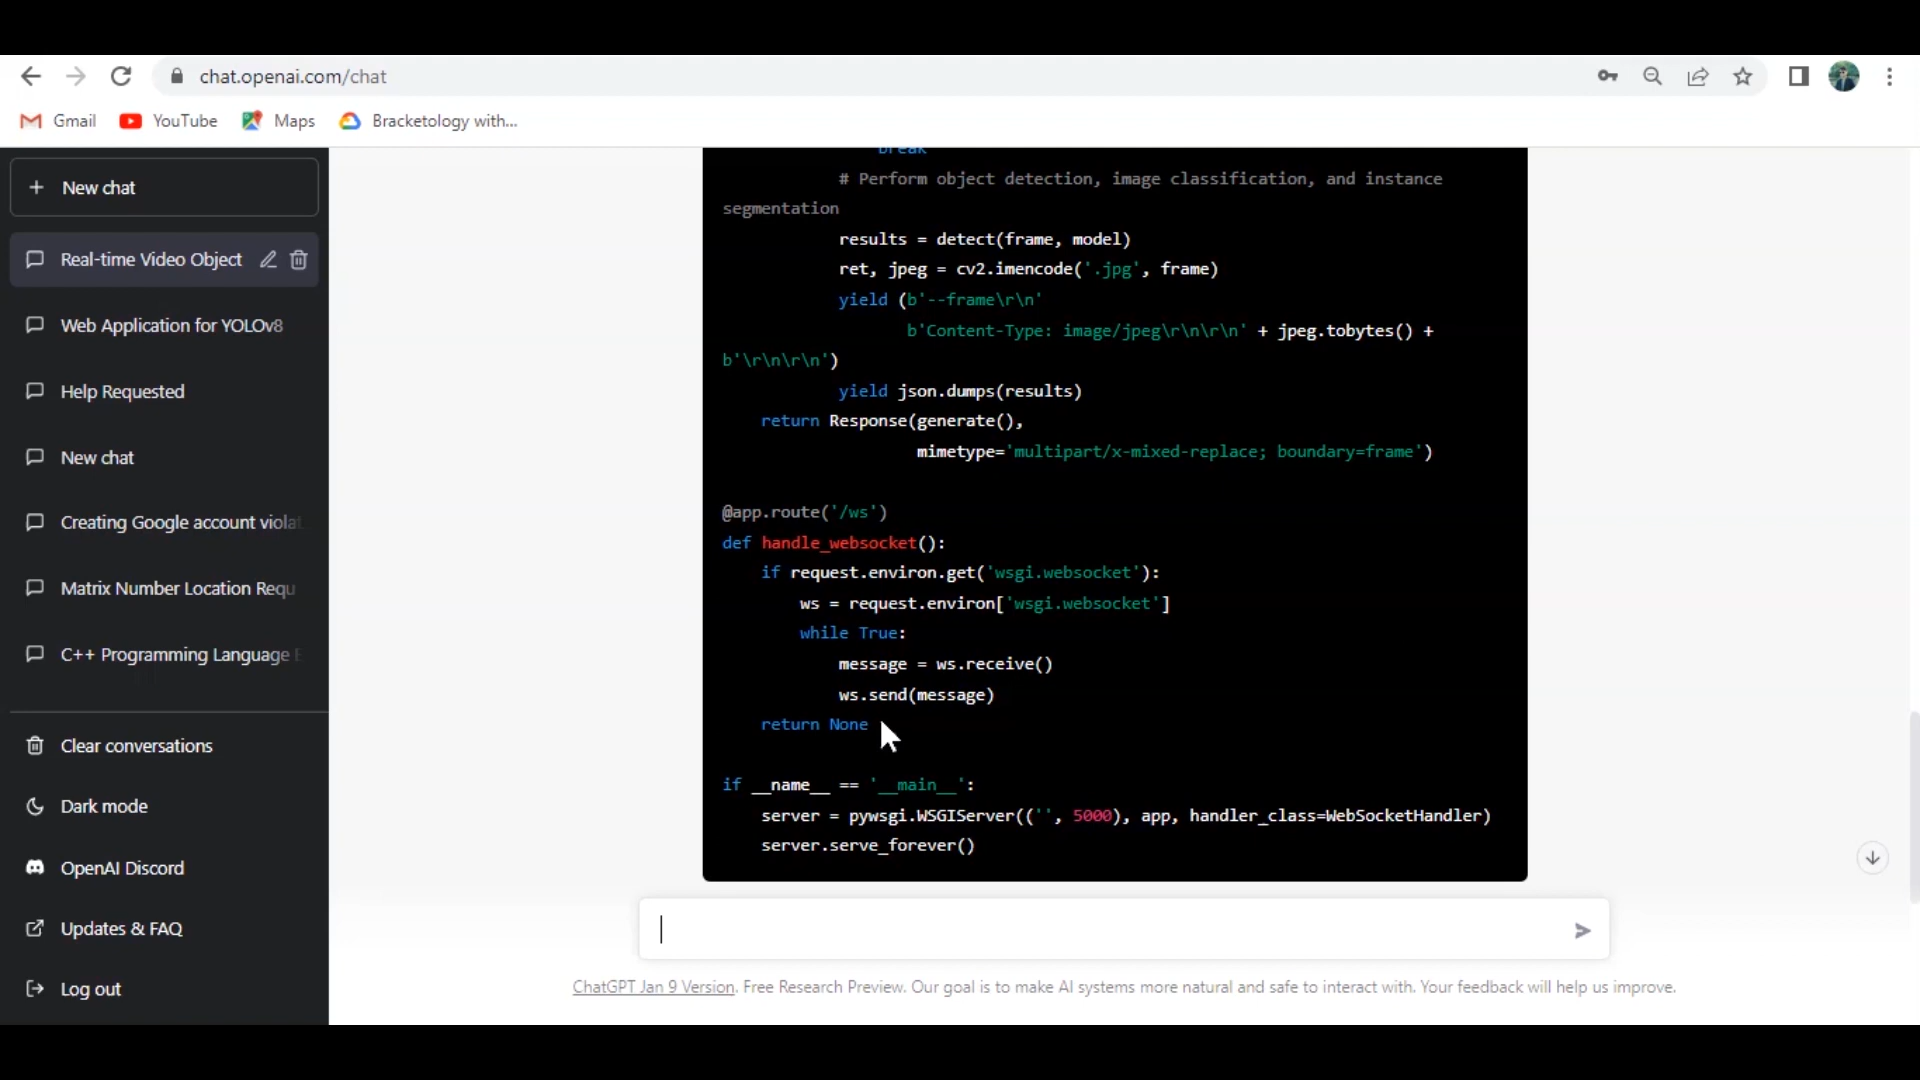 chat.openai.com/chat
Gmail
YouTube
Maps
Bracketology with...
New chat
Real-time Video Object
Web Application for YOLOv8
Help Requested
New chat
Creating Google account violat
Matrix Number Location Requ
C++ Programming Language E
Clear conversations
Dark mode
OpenAI Discord
Updates & FAQ
Log out
break
# Perform object detection, image classification, and instance
segmentation
results = detect(frame, model)
ret, jpeg = cv2.imencode('.jpg', frame)
yield (b'--frame\r\n'
b'Content-Type: image/jpeg\r\n\r\n' + jpeg.tobytes() +
b'\r\n\r\n')
yield json.dumps(results)
return Response(generate(),
mimetype='multipart/x-mixed-replace; boundary=frame')
@app.route('/ws')
def handle_websocket():
if request.environ.get('wsgi.websocket'):
ws = request.environ['wsgi.websocket']
while True:
message = ws.receive()
ws.send(message)
return None
if __name__ == '__main__':
server = pywsgi.WSGIServer(('', 5000), app, handler_class=WebSocketHandler)
server.serve_forever()
ChatGPT Jan 9 Version. Free Research Preview. Our goal is to make AI systems more natural and safe to interact with. Your feedback will help us improve.